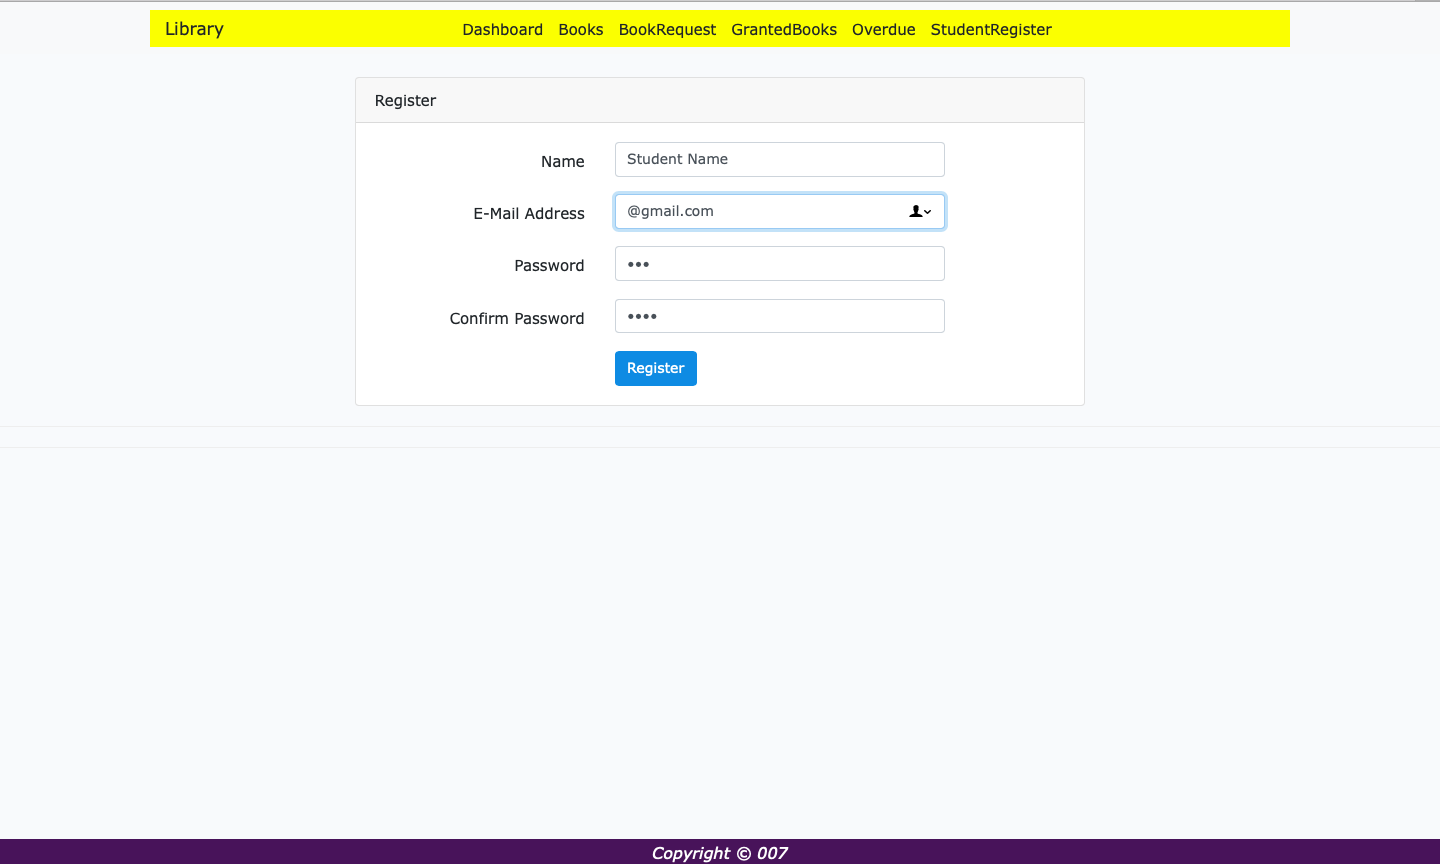 Library Dashboard Books BookRequest GrantedBooks Overdue StudentRegister
Register
Name Student Name
E-Mail Address @gmail.com
Password •••
Confirm Password ••••
Register
Copyright © 007